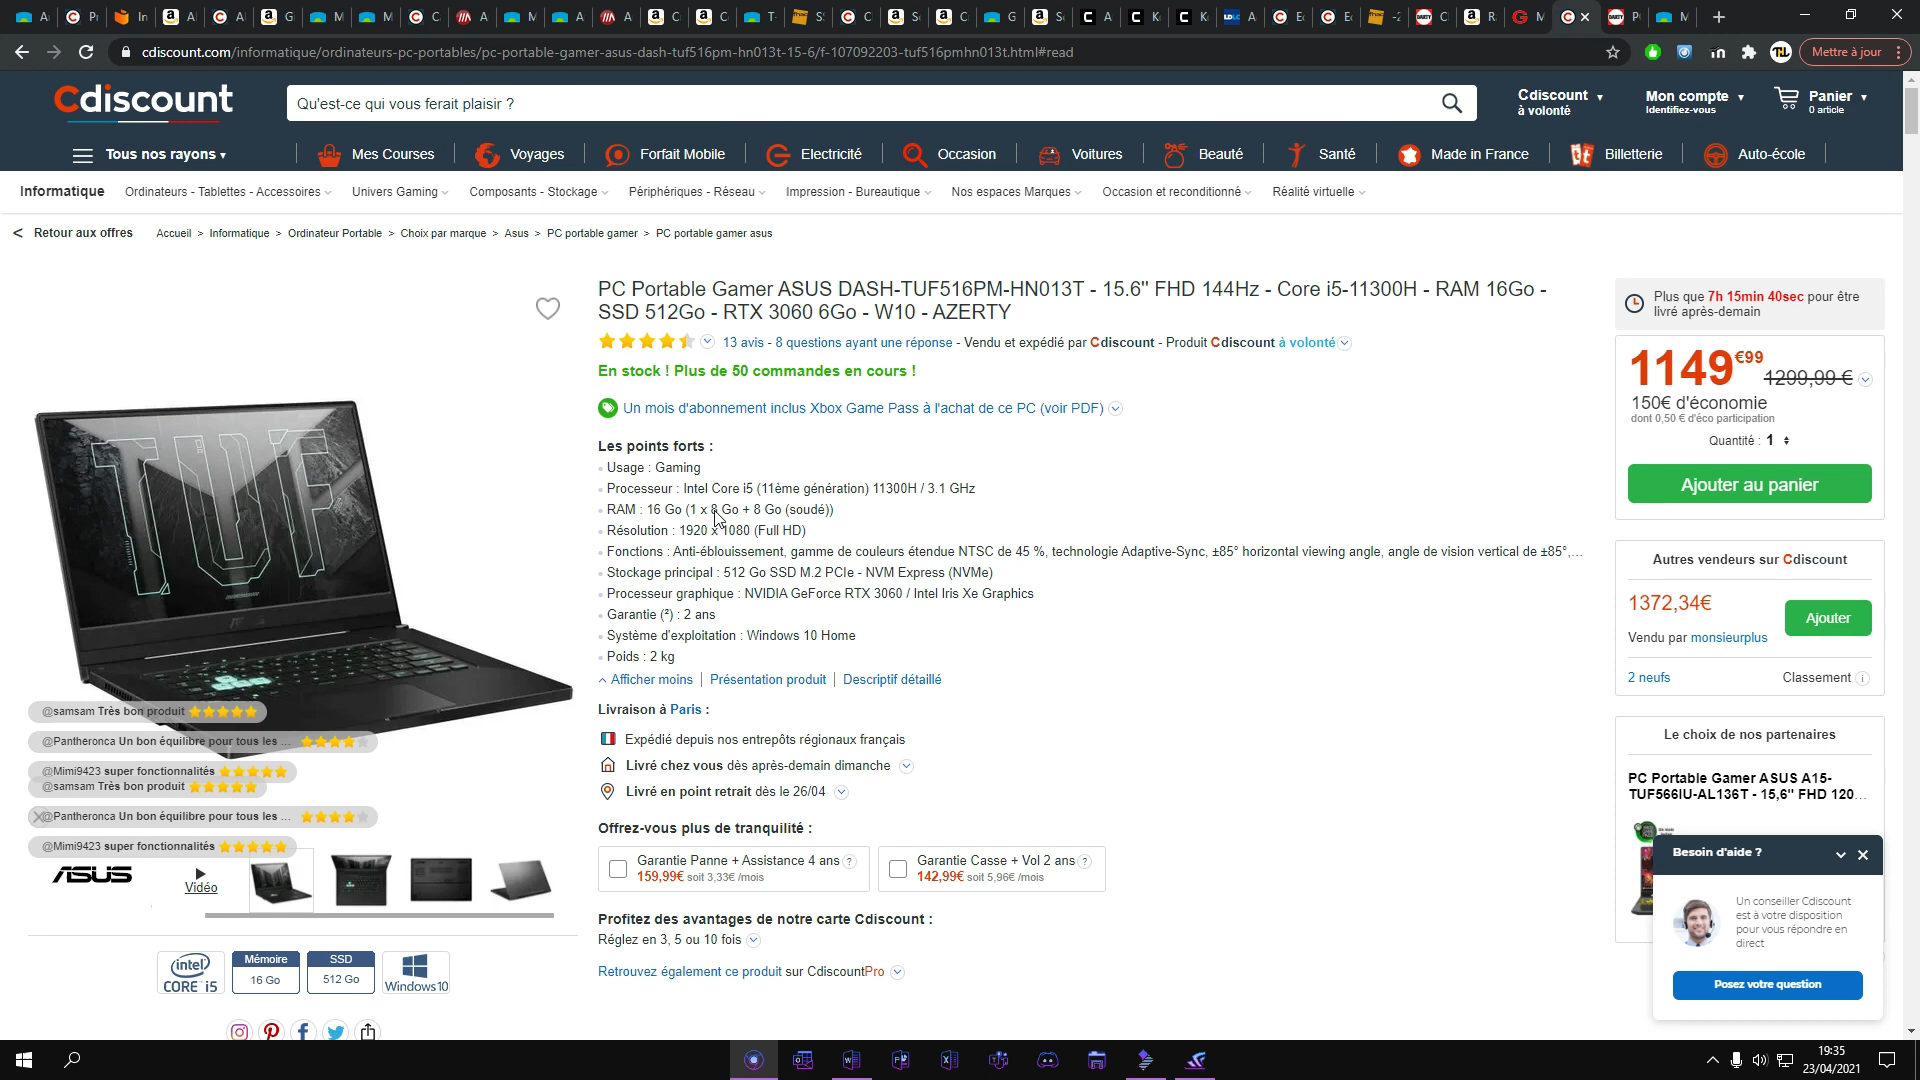 cdiscount.com/informatique/ordinateurs-pc-portables/pc-portable-gamer-asus-dash-tuf516pm-hn013t-15-6/f-107092203-tuf516pmhn013t.html#read
Mettre à jour
Cdiscount
Qu'est-ce qui vous ferait plaisir ?
Cdiscount
à volonté
Mon compte
Identifiez-vous
Panier
0 article
Tous nos rayons
Mes Courses
Voyages
Forfait Mobile
Electricité
Occasion
Voitures
Beauté
Santé
Made in France
Billetterie
Auto-école
Informatique
Ordinateurs - Tablettes - Accessoires
Univers Gaming
Composants - Stockage
Périphériques - Réseau
Impression - Bureautique
Nos espaces Marques
Occasion et reconditionné
Réalité virtuelle
< Retour aux offres
Accueil > Informatique > Ordinateur Portable > Choix par marque > Asus > PC portable gamer > PC portable gamer asus
PC Portable Gamer ASUS DASH-TUF516PM-HN013T - 15.6" FHD 144Hz - Core i5-11300H - RAM 16Go -
SSD 512Go - RTX 3060 6Go - W10 - AZERTY
13 avis - 8 questions ayant une réponse - Vendu et expédié par Cdiscount - Produit Cdiscount à volonté
En stock ! Plus de 50 commandes en cours !
Un mois d'abonnement inclus Xbox Game Pass à l'achat de ce PC (voir PDF)
Les points forts :
Usage : Gaming
Processeur : Intel Core i5 (11ème génération) 11300H / 3.1 GHz
RAM : 16 Go (1 x 8 Go + 8 Go (soudé))
Résolution : 1920 x 1080 (Full HD)
Fonctions : Anti-éblouissement, gamme de couleurs étendue NTSC de 45 %, technologie Adaptive-Sync, ±85° horizontal viewing angle, angle de vision vertical de ±85°,...
Stockage principal : 512 Go SSD M.2 PCIe - NVM Express (NVMe)
Processeur graphique : NVIDIA GeForce RTX 3060 / Intel Iris Xe Graphics
Garantie (²) : 2 ans
Système d'exploitation : Windows 10 Home
Poids : 2 kg
Afficher moins | Présentation produit | Descriptif détaillé
Livraison à Paris :
Expédié depuis nos entrepôts régionaux français
Livré chez vous dès après-demain dimanche
Livré en point retrait dès le 26/04
Offrez-vous plus de tranquilité :
Garantie Panne + Assistance 4 ans ?
159,99€ soit 3,33€ /mois
Garantie Casse + Vol 2 ans ?
142,99€ soit 5,96€ /mois
Profitez des avantages de notre carte Cdiscount :
Réglez en 3, 5 ou 10 fois
Retrouvez également ce produit sur CdiscountPro
TUF
@samsam Très bon produit
@Pantheronca Un bon équilibre pour tous les ...
@Mimi9423 super fonctionnalités
@samsam Très bon produit
@Pantheronca Un bon équilibre pour tous les ...
@Mimi9423 super fonctionnalités
ASUS
Vidéo
intel
CORE i5
Mémoire
16 Go
SSD
512 Go
Windows10
Plus que 7h 15min 40sec pour être
livré après-demain
1149€99
1299,99 €
150€ d'économie
dont 0,50 € d'éco participation
Quantité : 1
Ajouter au panier
Autres vendeurs sur Cdiscount
1372,34€
Ajouter
Vendu par monsieurplus
2 neufs
Classement
Le choix de nos partenaires
PC Portable Gamer ASUS A15-
TUF566IU-AL136T - 15,6" FHD 120...
Besoin d'aide ?
Un conseiller Cdiscount
est à votre disposition
pour vous répondre en
direct
Posez votre question
19:35
23/04/2021